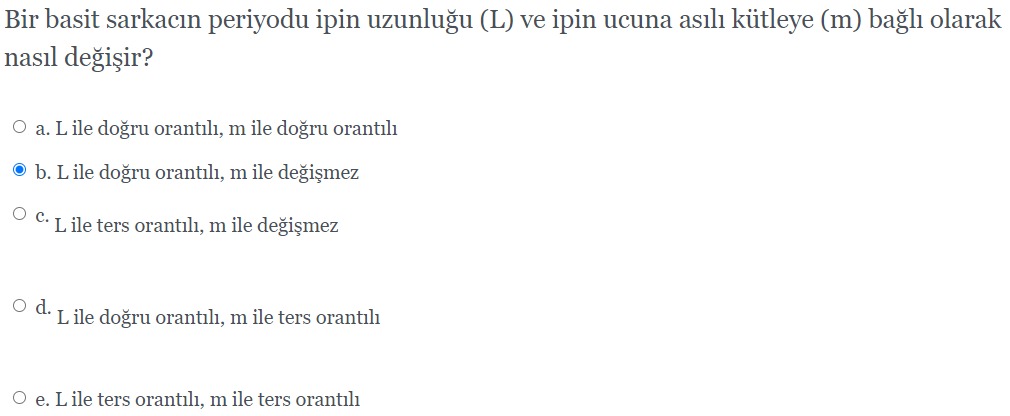 Bir basit sarkacın periyodu ipin uzunluğu (L) ve ipin ucuna asılı kütleye (m) bağlı olarak
nasıl değişir?
a. L ile doğru orantılı, m ile doğru orantılı
b. L ile doğru orantılı, m ile değişmez
c. L ile ters orantılı, m ile değişmez
d. L ile doğru orantılı, m ile ters orantılı
e. L ile ters orantılı, m ile ters orantılı